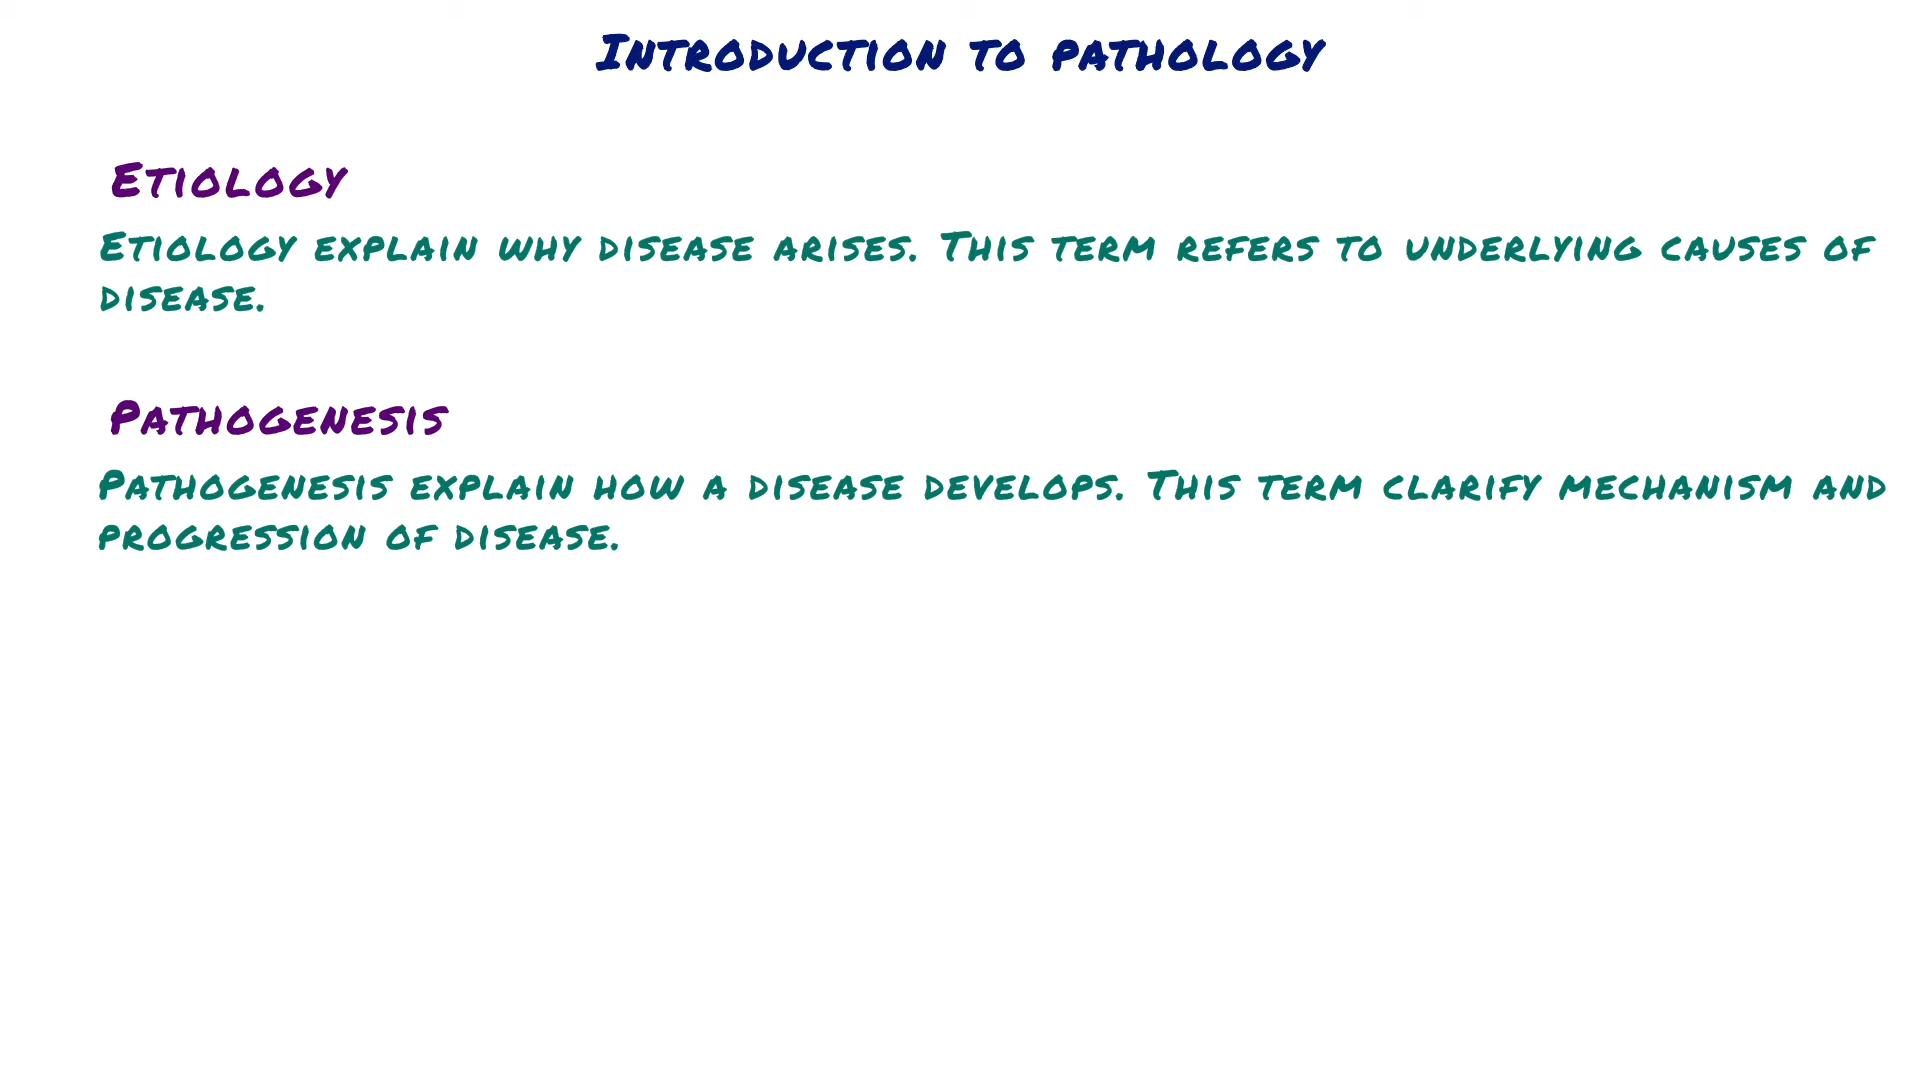 Introduction to pathology
Etiology
Etiology explain why disease arises. This term refers to underlying causes of
disease.
Pathogenesis
Pathogenesis explain how a disease develops. This term clarify mechanism and
progression of disease.